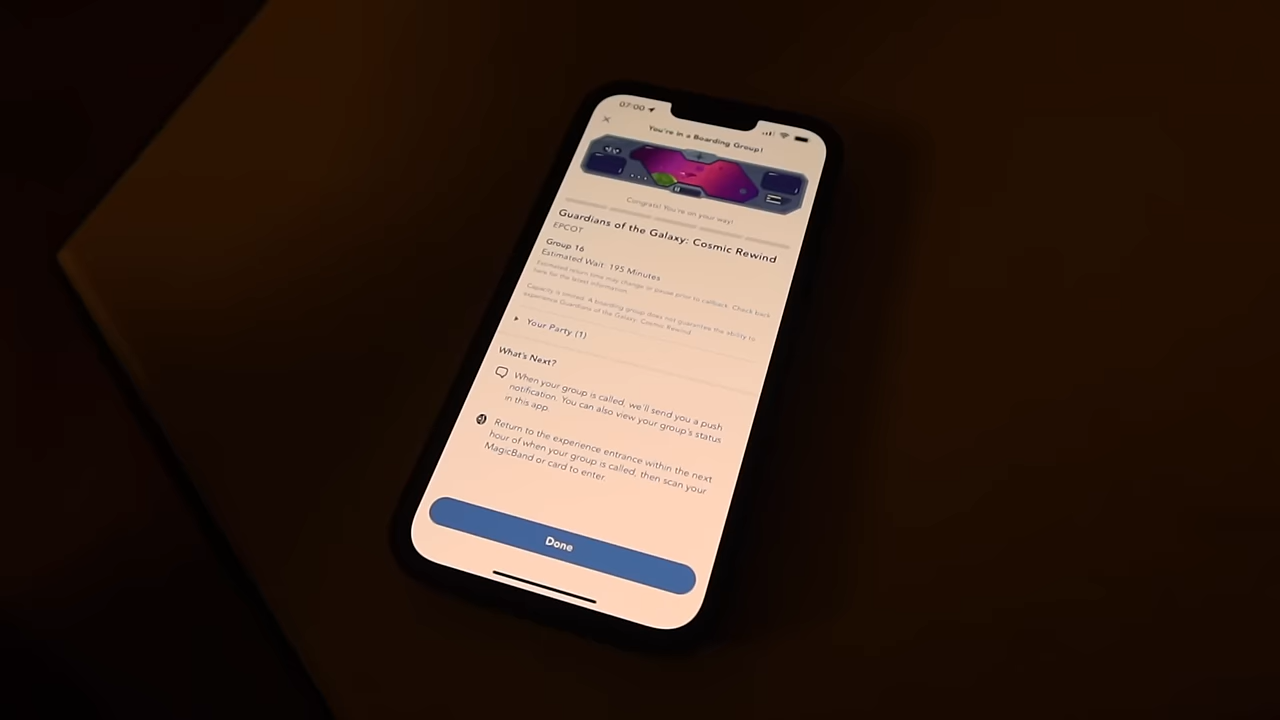 07:00
You're in a Boarding Group!
Congrats! You're on your way!
Guardians of the Galaxy: Cosmic Rewind
EPCOT
Group 16
Estimated Wait: 195 Minutes
Estimated return time may change or pause prior to callback. Check back
here for the latest information.
Capacity is limited. A boarding group does not guarantee the ability to
experience Guardians of the Galaxy: Cosmic Rewind
Your Party (1)
What's Next?
When your group is called, we'll send you a push
notification. You can also view your group's status
in this app.
Return to the experience entrance within the next
hour of when your group is called, then scan your
MagicBand or card to enter.
Done